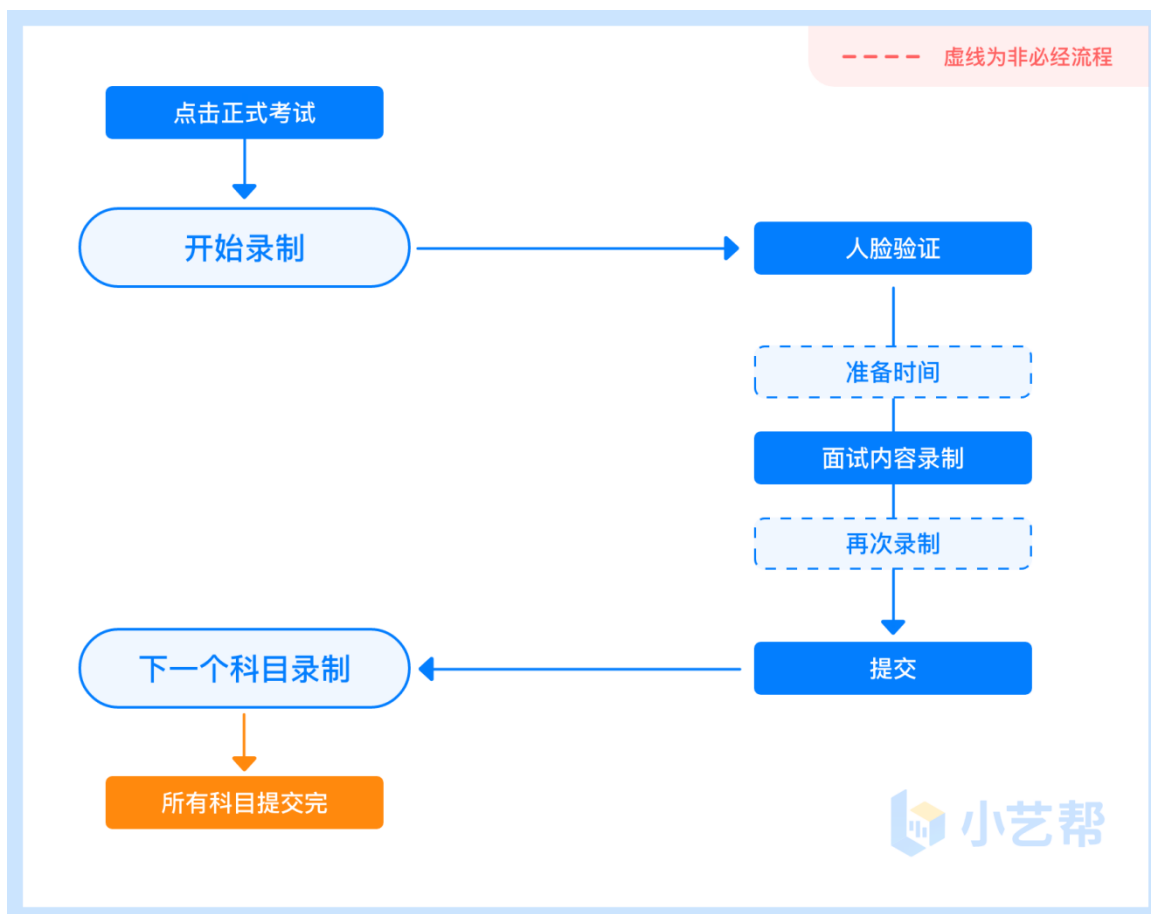 虚线为非必经流程
点击正式考试
开始录制
人脸验证
准备时间
面试内容录制
再次录制
提交
下一个科目录制
所有科目提交完
小艺帮